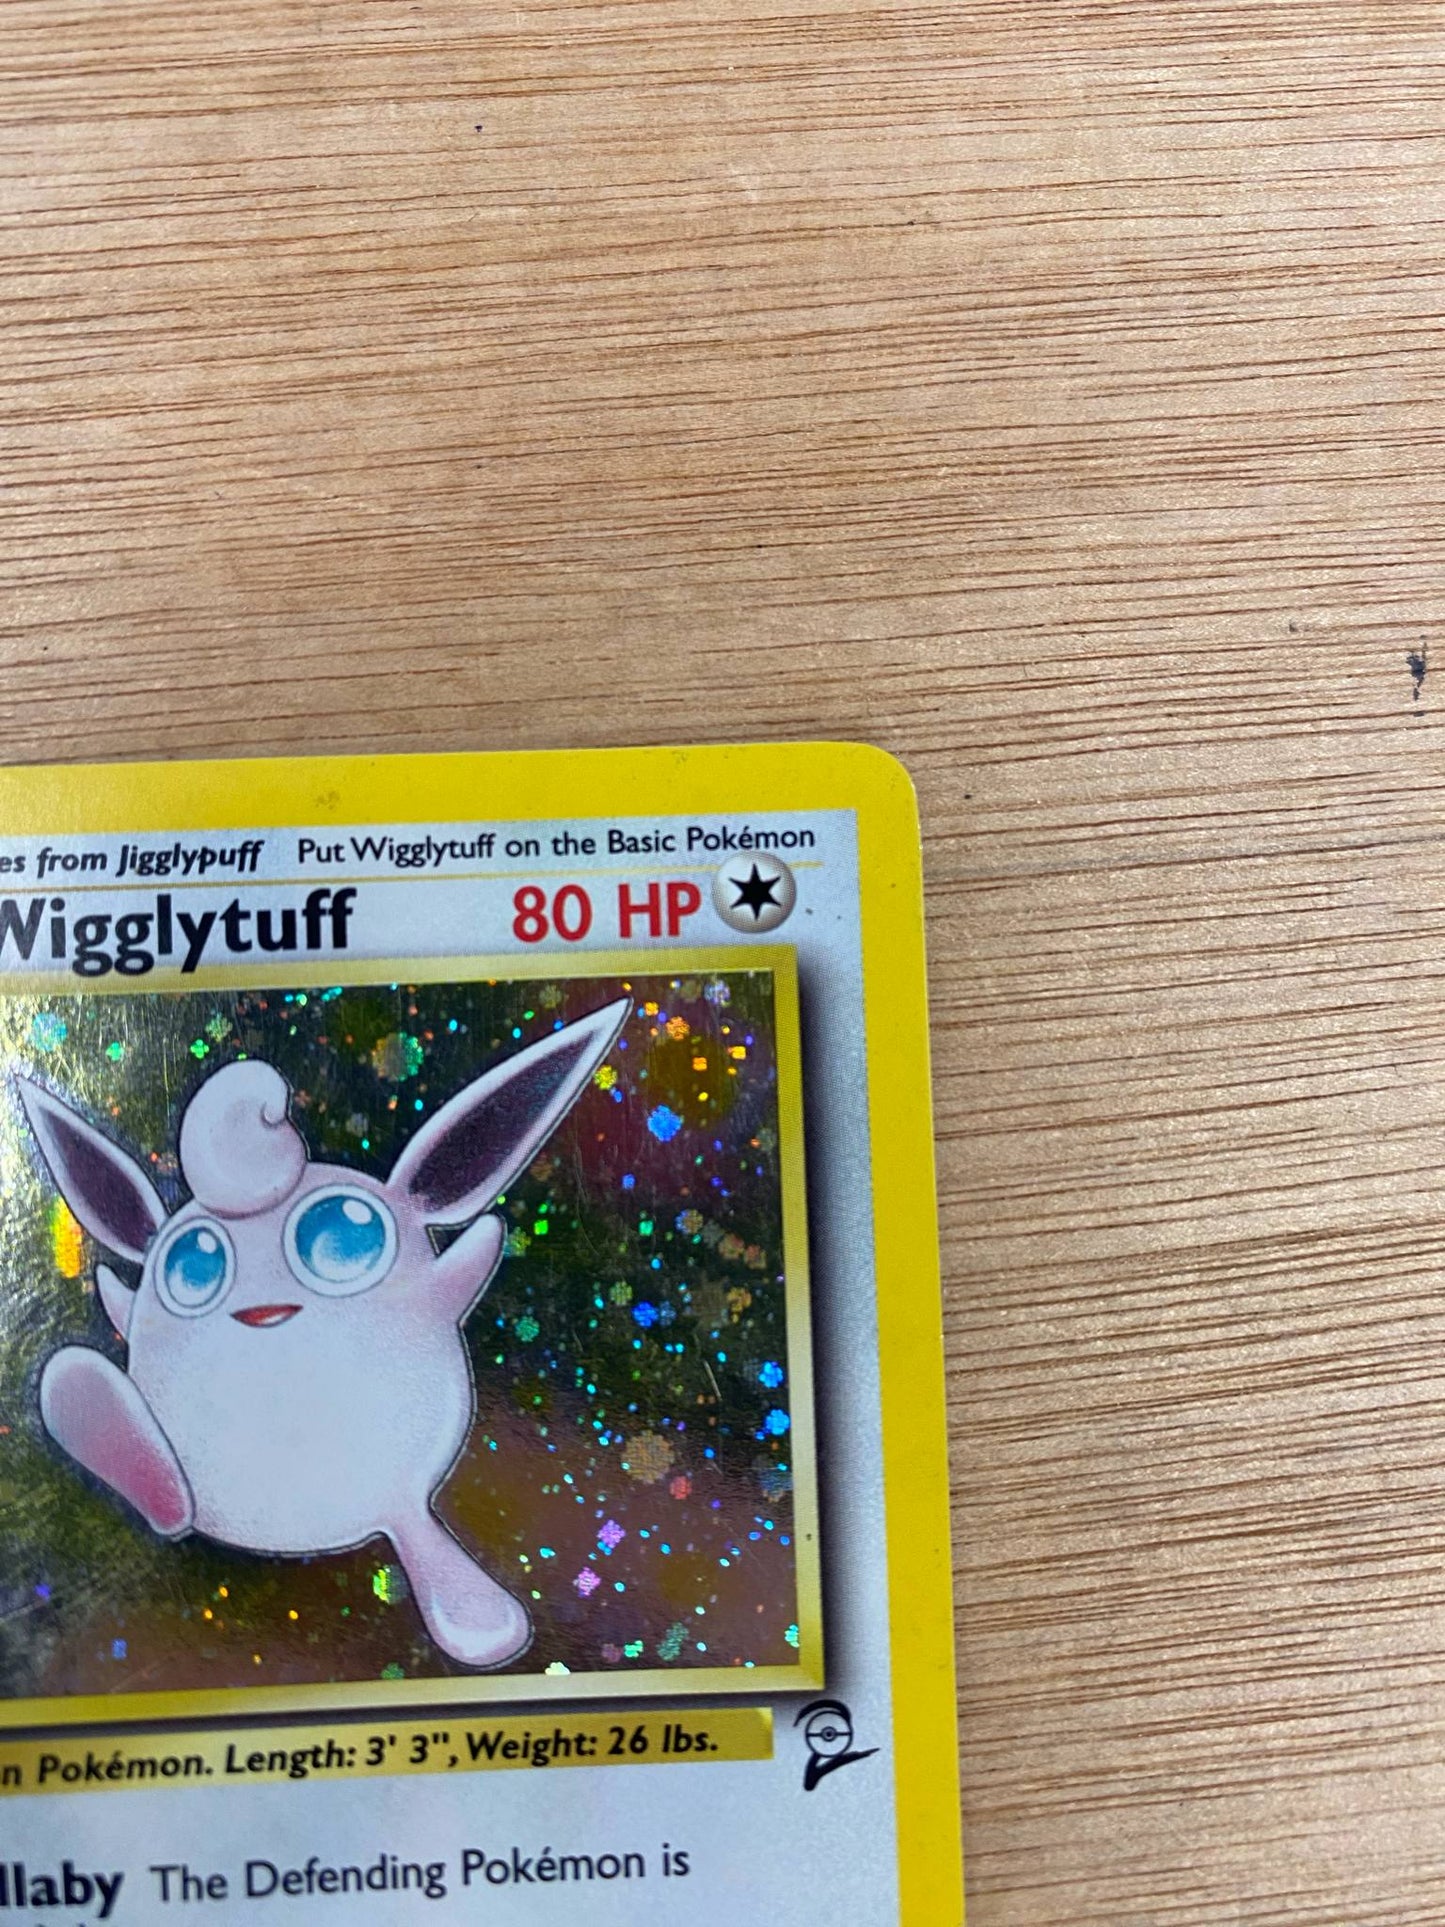 es from Jigglypuff Put Wigglytuff on the Basic Pokémon
Wigglytuff 80 HP
n Pokémon. Length: 3' 3", Weight: 26 lbs.
llaby The Defending Pokémon is